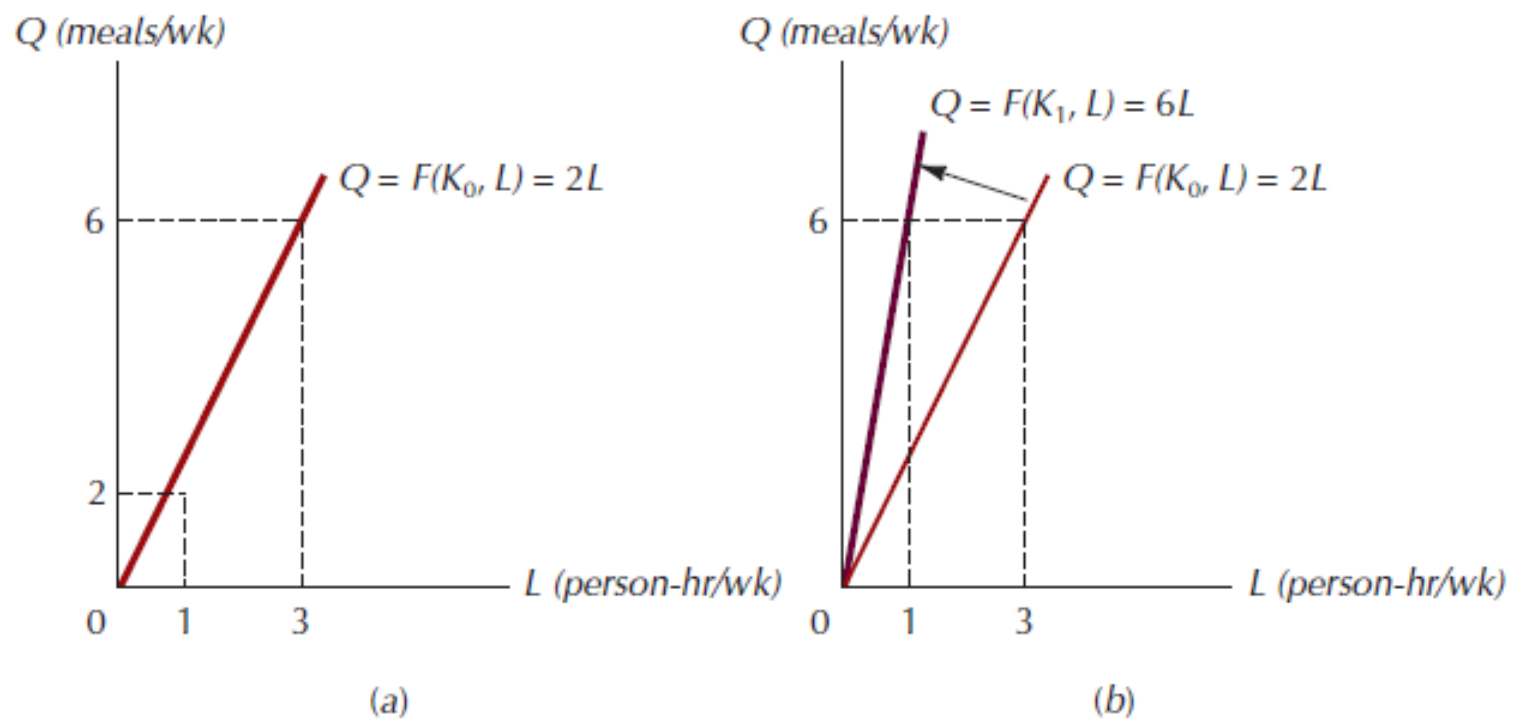 Q (meals/wk)
Q = F(K₀, L) = 2L
6
2
0
1
3
L (person-hr/wk)
(a)
Q (meals/wk)
Q = F(K₁, L) = 6L
Q = F(K₀, L) = 2L
6
0
1
3
L (person-hr/wk)
(b)